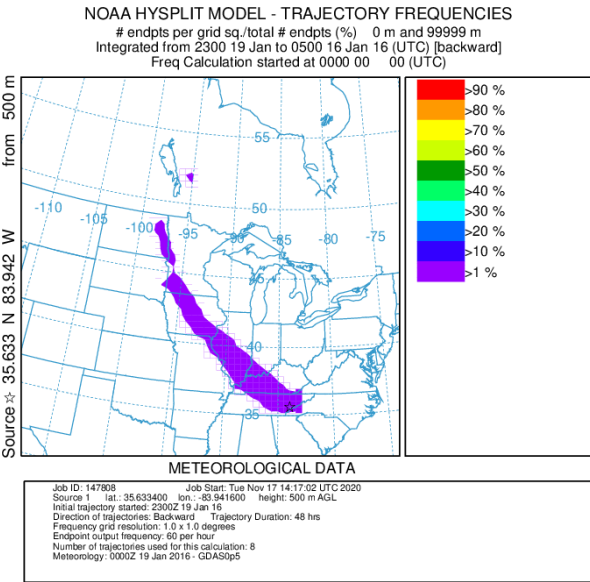 NOAA HYSPLIT MODEL - TRAJECTORY FREQUENCIES
# endpts per grid sq./total # endpts (%)    0 m and 99999 m
Integrated from 2300 19 Jan to 0500 16 Jan 16 (UTC) [backward]
Freq Calculation started at 0000 00    00 (UTC)
Source ☆ 35.633 N 83.942 W    from 500 m
-110
-105
-100
-95
-90
-85
-80
-75
55
50
45
40
35
>90 %
>80 %
>70 %
>60 %
>50 %
>40 %
>30 %
>20 %
>10 %
>1 %
METEOROLOGICAL DATA
Job ID: 147808    Job Start: Tue Nov 17 14:17:02 UTC 2020
Source 1    lat.: 35.633400    lon.: -83.941600    height: 500 m AGL
Initial trajectory started: 2300Z 19 Jan 16
Direction of trajectories: Backward    Trajectory Duration: 48 hrs
Frequency grid resolution: 1.0 x 1.0 degrees
Endpoint output frequency: 60 per hour
Number of trajectories used for this calculation: 8
Meteorology: 0000Z 19 Jan 2016 - GDAS0p5